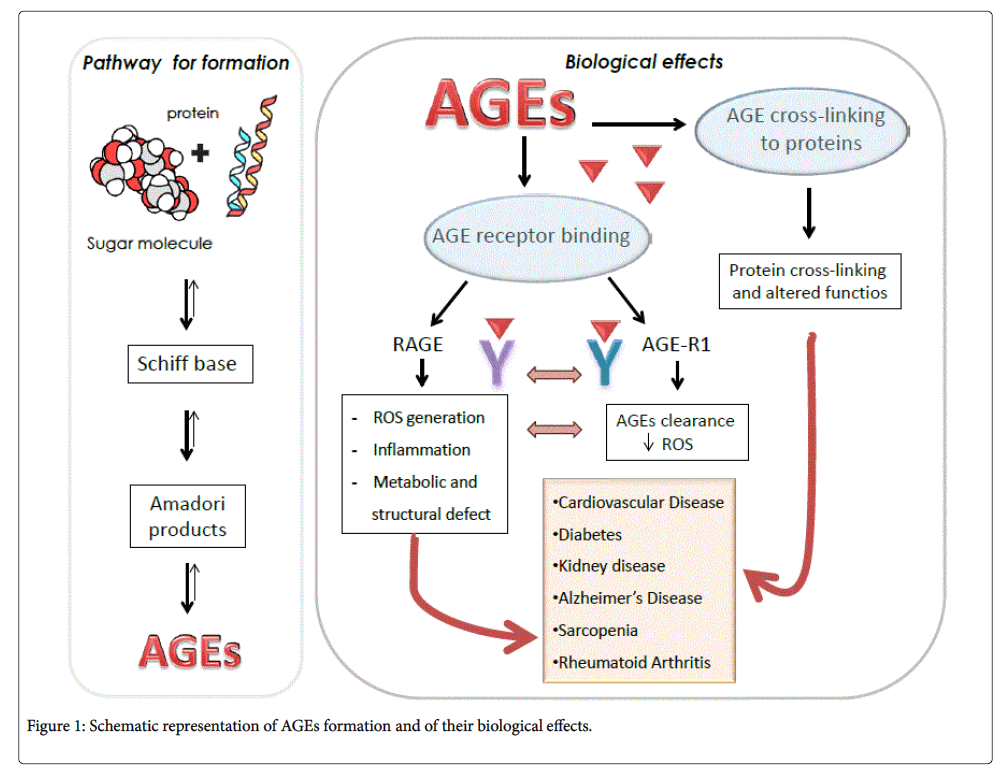 Pathway for formation
protein
+
Sugar molecule
Schiff base
Amadori
products
AGEs
Biological effects
AGEs
AGE cross-linking
to proteins
AGE receptor binding
Protein cross-linking
and altered functios
RAGE
AGE-R1
- ROS generation
- Inflammation
- Metabolic and
structural defect
AGEs clearance
↓ ROS
•Cardiovascular Disease
•Diabetes
•Kidney disease
•Alzheimer's Disease
•Sarcopenia
•Rheumatoid Arthritis
Figure 1: Schematic representation of AGEs formation and of their biological effects.